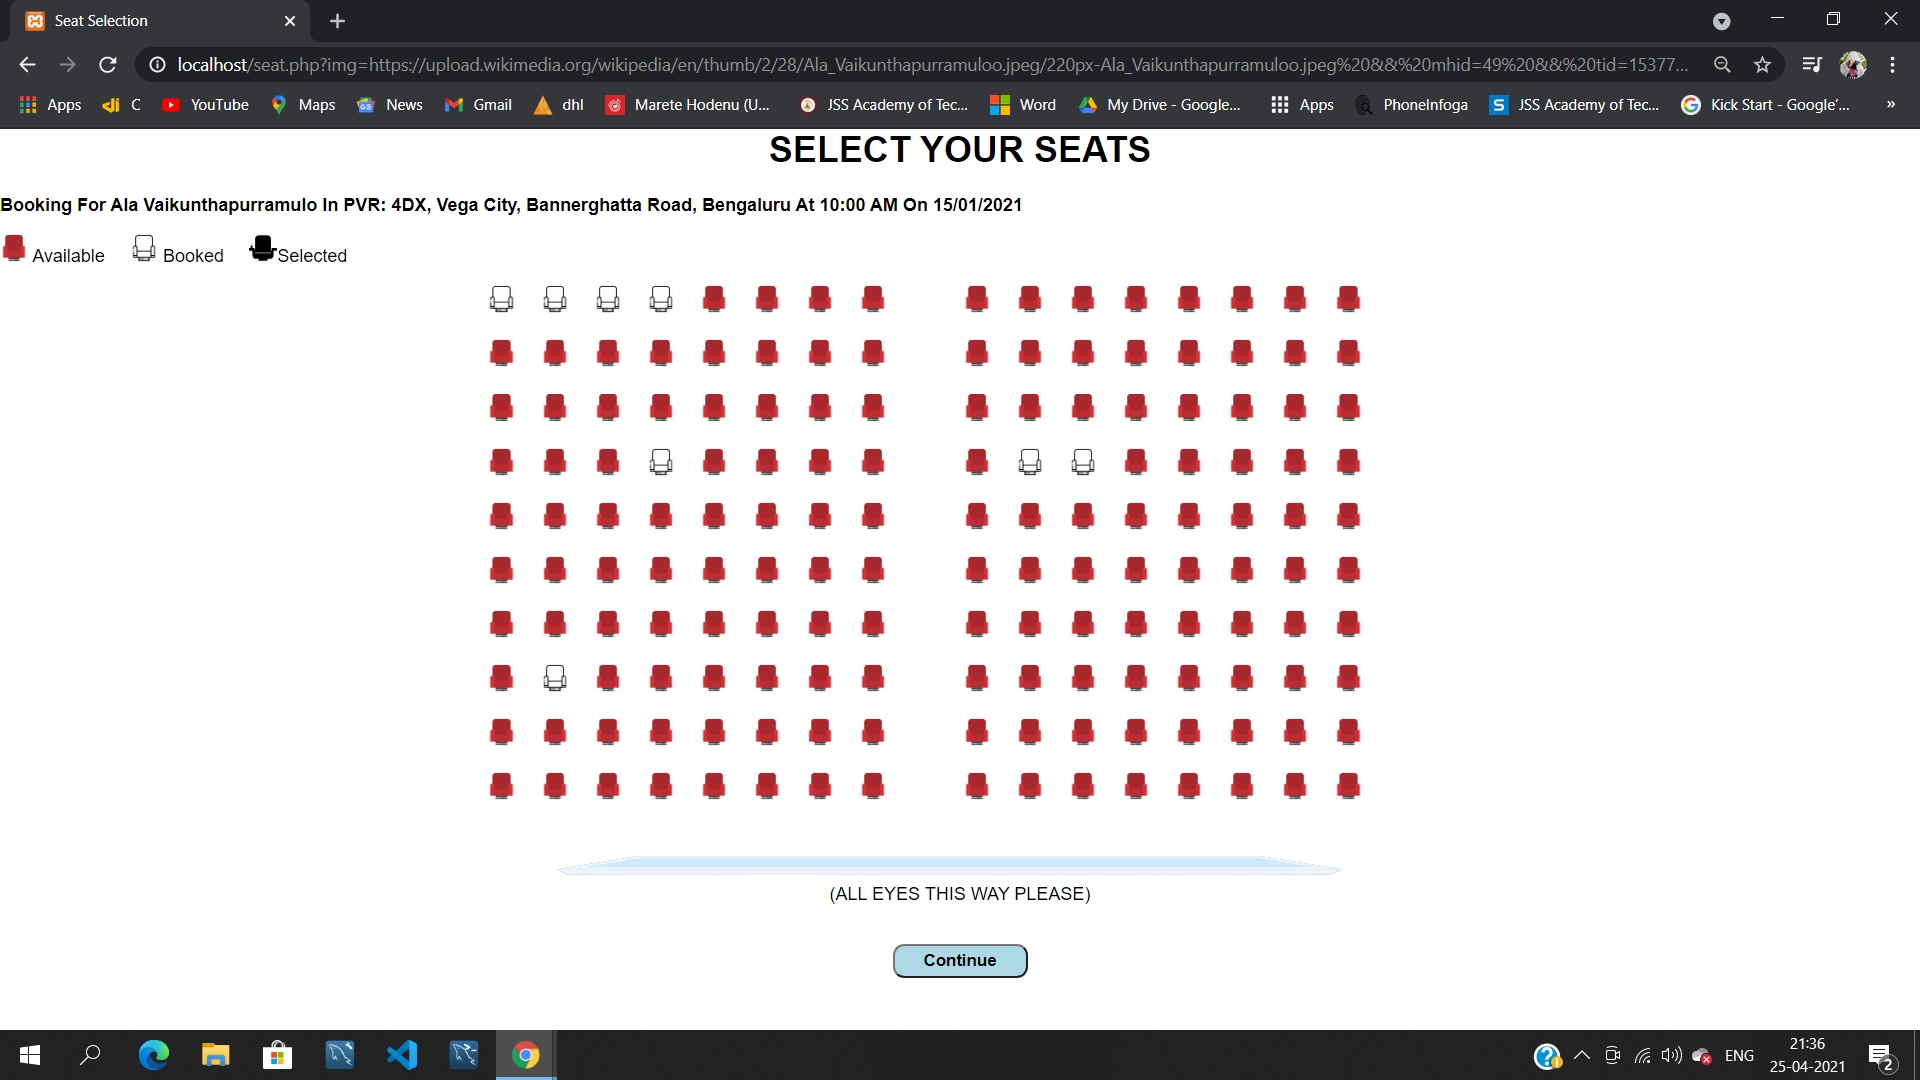 Seat Selection
localhost/seat.php?img=https://upload.wikimedia.org/wikipedia/en/thumb/2/28/Ala_Vaikunthapurramuloo.jpeg/220px-Ala_Vaikunthapurramuloo.jpeg%20&&%20mhid=49%20&&%20tid=15377...
Apps C YouTube Maps News Gmail dhl Marete Hodenu (U... JSS Academy of Tec... Word My Drive - Google... Apps PhoneInfoga JSS Academy of Tec... Kick Start - Google'... »
SELECT YOUR SEATS
Booking For Ala Vaikunthapurramulo In PVR: 4DX, Vega City, Bannerghatta Road, Bengaluru At 10:00 AM On 15/01/2021
Available Booked Selected
(ALL EYES THIS WAY PLEASE)
Continue
ENG
21:36
25-04-2021
2